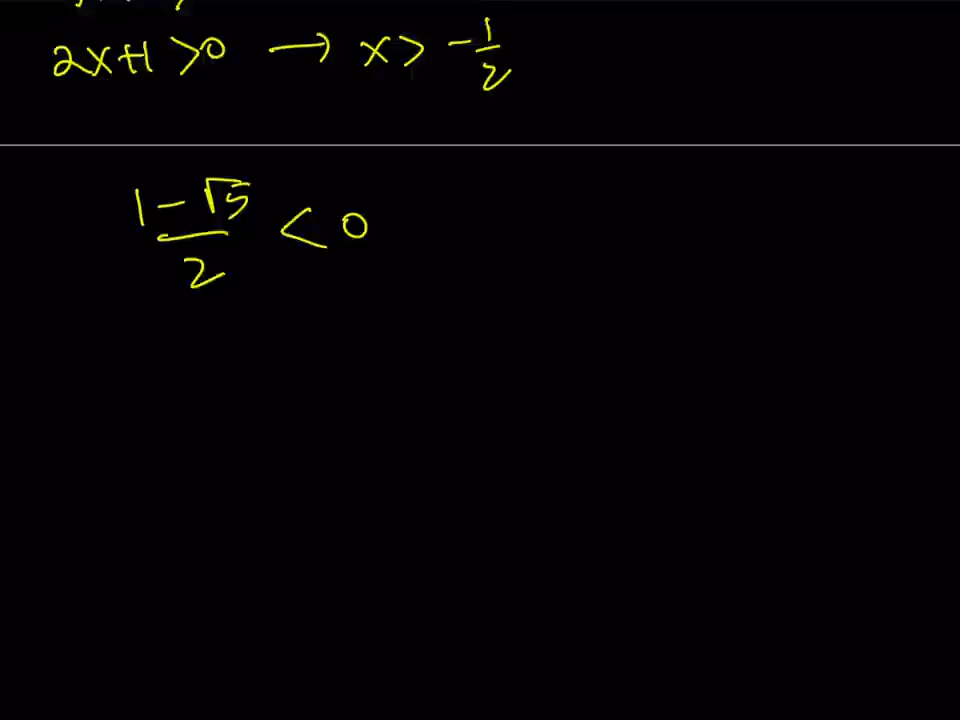 2x+1 >0 → x > -1/2
(1-√5)/2 < 0